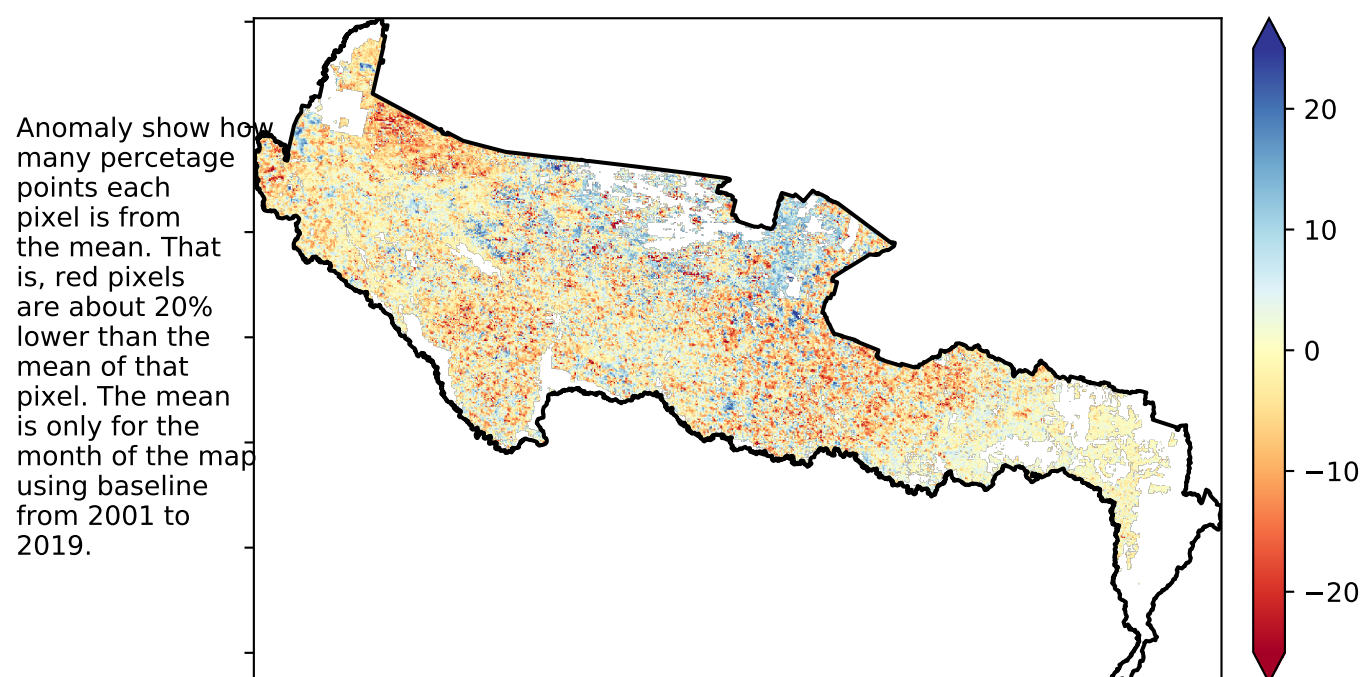 Anomaly show how
many percetage
points each
pixel is from
the mean. That
is, red pixels
are about 20%
lower than the
mean of that
pixel. The mean
is only for the
month of the map
using baseline
from 2001 to
2019.
20
10
0
−10
−20